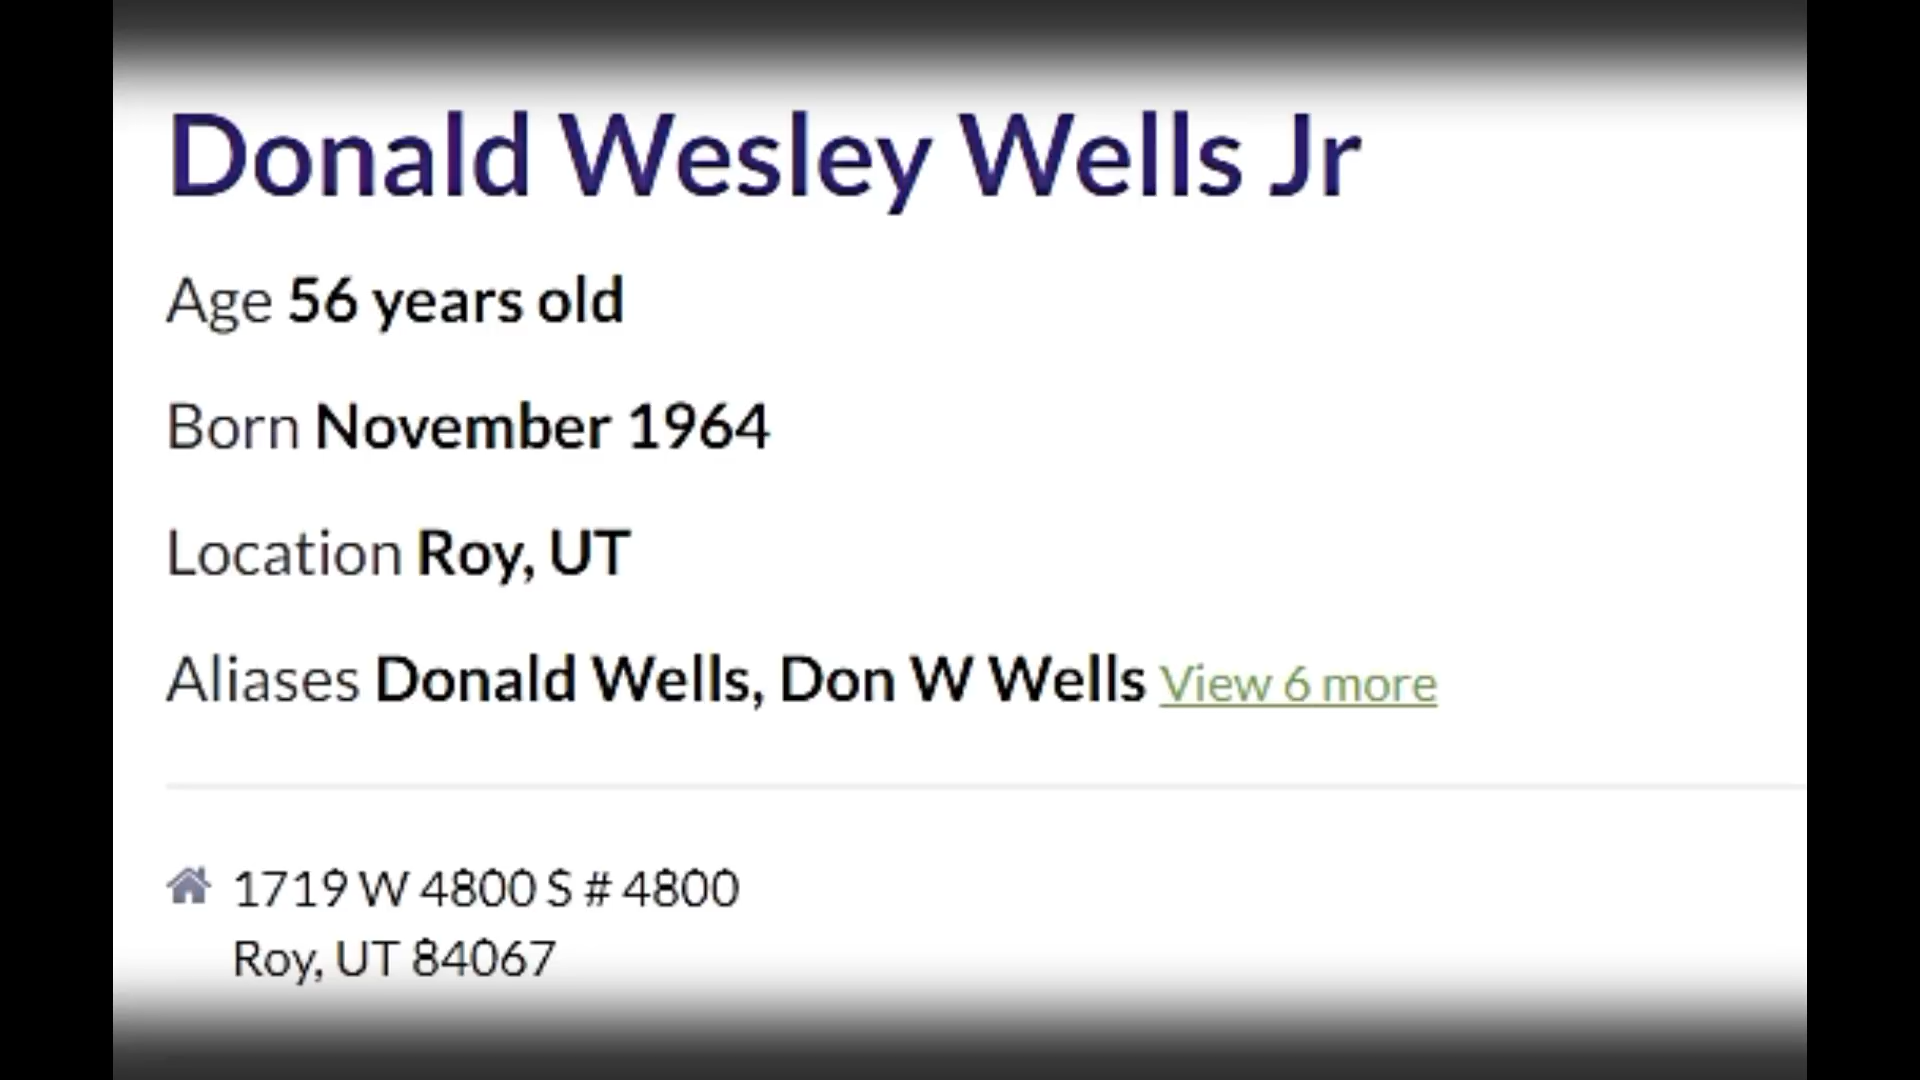 Donald Wesley Wells Jr
Age 56 years old
Born November 1964
Location Roy, UT
Aliases Donald Wells, Don W Wells View 6 more
1719 W 4800 S # 4800
Roy, UT 84067